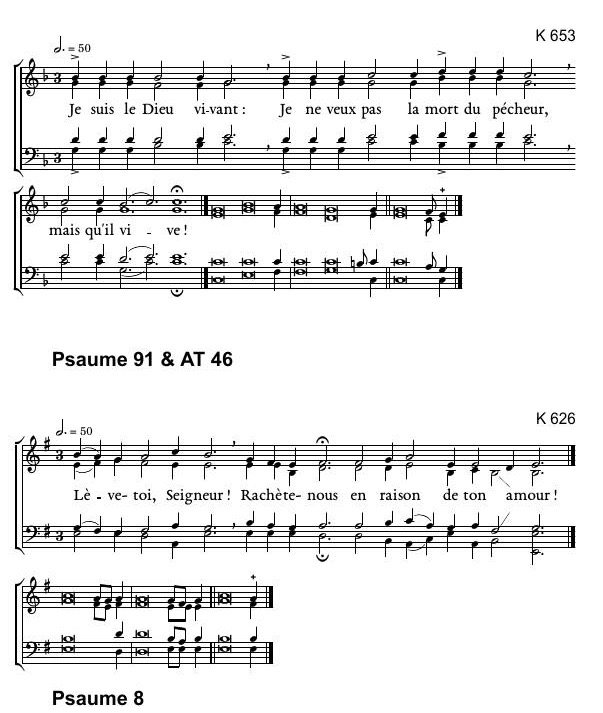 K 653
= 50
Je suis le Dieu vi-vant : Je ne veux pas la mort du pécheur,
mais qu'il vi - ve !
Psaume 91 & AT 46
K 626
= 50
Lè - ve-toi, Seigneur ! Rachète-nous en raison de ton amour !
Psaume 8